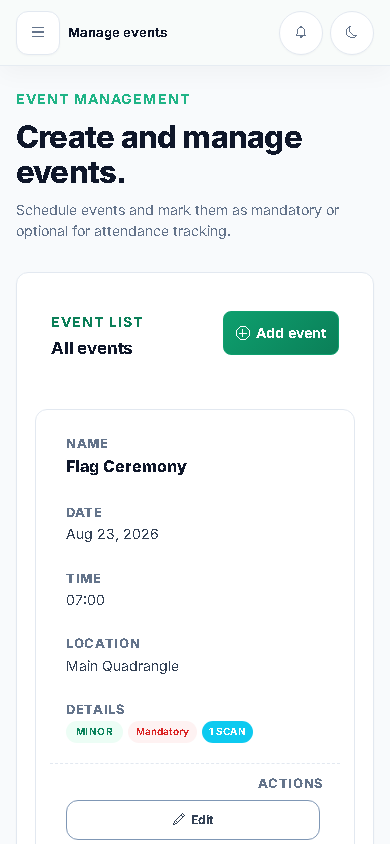 Manage events
EVENT MANAGEMENT
Create and manage
events.
Schedule events and mark them as mandatory or
optional for attendance tracking.
EVENT LIST
All events
Add event
NAME
Flag Ceremony
DATE
Aug 23, 2026
TIME
07:00
LOCATION
Main Quadrangle
DETAILS
MINOR Mandatory 1 SCAN
ACTIONS
Edit